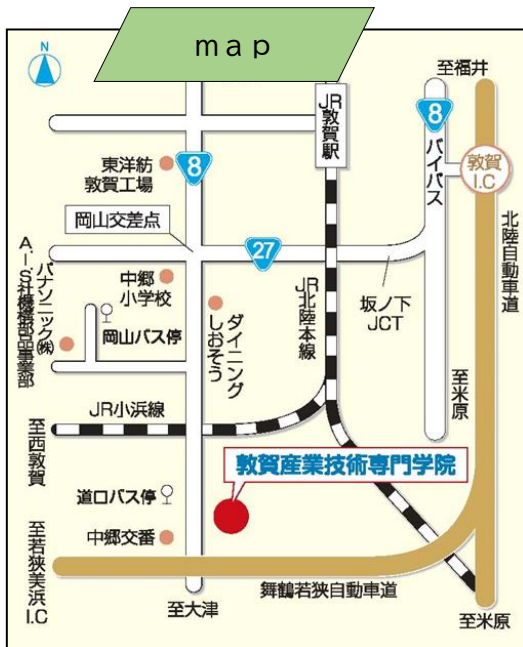 map
N
至福井
JR敦賀駅
8
バイパス
敦賀
I.C
東洋紡
敦賀工場
8
岡山交差点
27
北陸自動車道
中郷
小学校
パナソニック㈱
A.I.S.社機構部品事業部
岡山バス停
ダイニング
しおそう
JR北陸本線
坂ノ下
JCT
至米原
JR小浜線
至西敦賀
敦賀産業技術専門学院
道口バス停
中郷交番
至若狭美浜I.C
舞鶴若狭自動車道
至大津
至米原